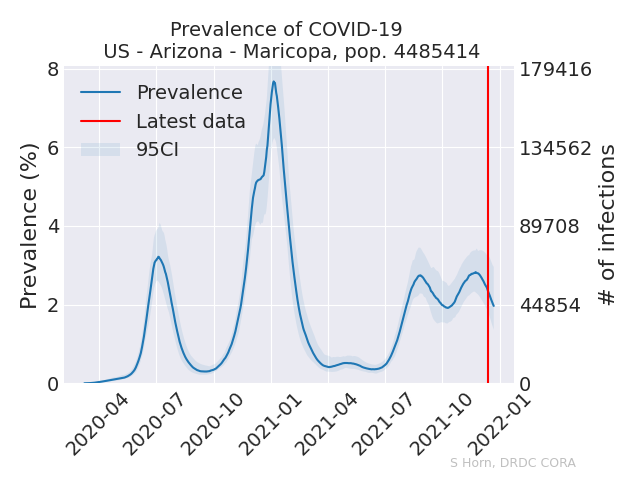 Prevalence of COVID-19
US - Arizona - Maricopa, pop. 4485414
8
6
4
2
0
Prevalence (%)
Prevalence
Latest data
95CI
179416
134562
89708
44854
0
# of infections
2020-04
2020-07
2020-10
2021-01
2021-04
2021-07
2021-10
2022-01
S Horn, DRDC CORA